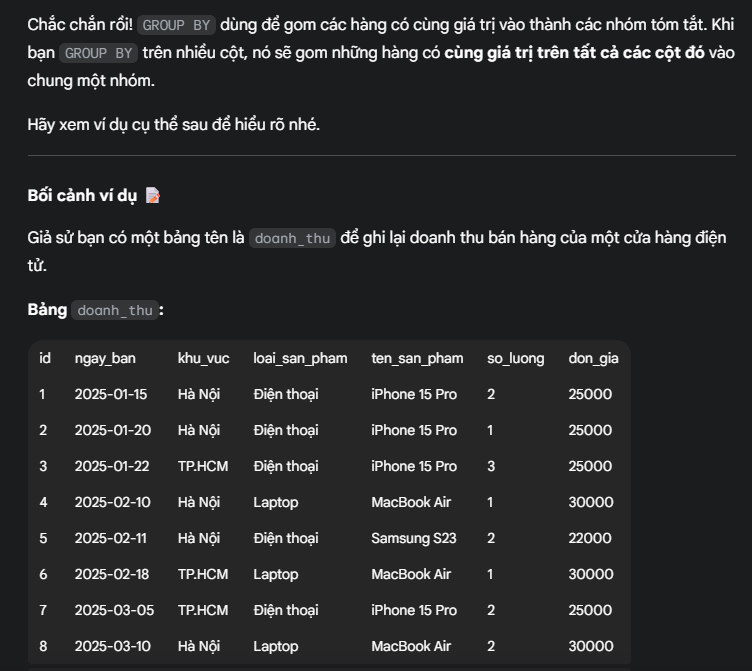 Chắc chắn rồi! GROUP BY dùng để gom các hàng có cùng giá trị vào thành các nhóm tóm tắt. Khi
bạn GROUP BY trên nhiều cột, nó sẽ gom những hàng có cùng giá trị trên tất cả các cột đó vào
chung một nhóm.
Hãy xem ví dụ cụ thể sau để hiểu rõ nhé.
Bối cảnh ví dụ 📝
Giả sử bạn có một bảng tên là doanh_thu để ghi lại doanh thu bán hàng của một cửa hàng điện
tử.
Bảng doanh_thu:
id ngay_ban khu_vuc loai_san_pham ten_san_pham so_luong don_gia
1 2025-01-15 Hà Nội Điện thoại iPhone 15 Pro 2 25000
2 2025-01-20 Hà Nội Điện thoại iPhone 15 Pro 1 25000
3 2025-01-22 TP.HCM Điện thoại iPhone 15 Pro 3 25000
4 2025-02-10 Hà Nội Laptop MacBook Air 1 30000
5 2025-02-11 Hà Nội Điện thoại Samsung S23 2 22000
6 2025-02-18 TP.HCM Laptop MacBook Air 1 30000
7 2025-03-05 TP.HCM Điện thoại iPhone 15 Pro 2 25000
8 2025-03-10 Hà Nội Laptop MacBook Air 2 30000